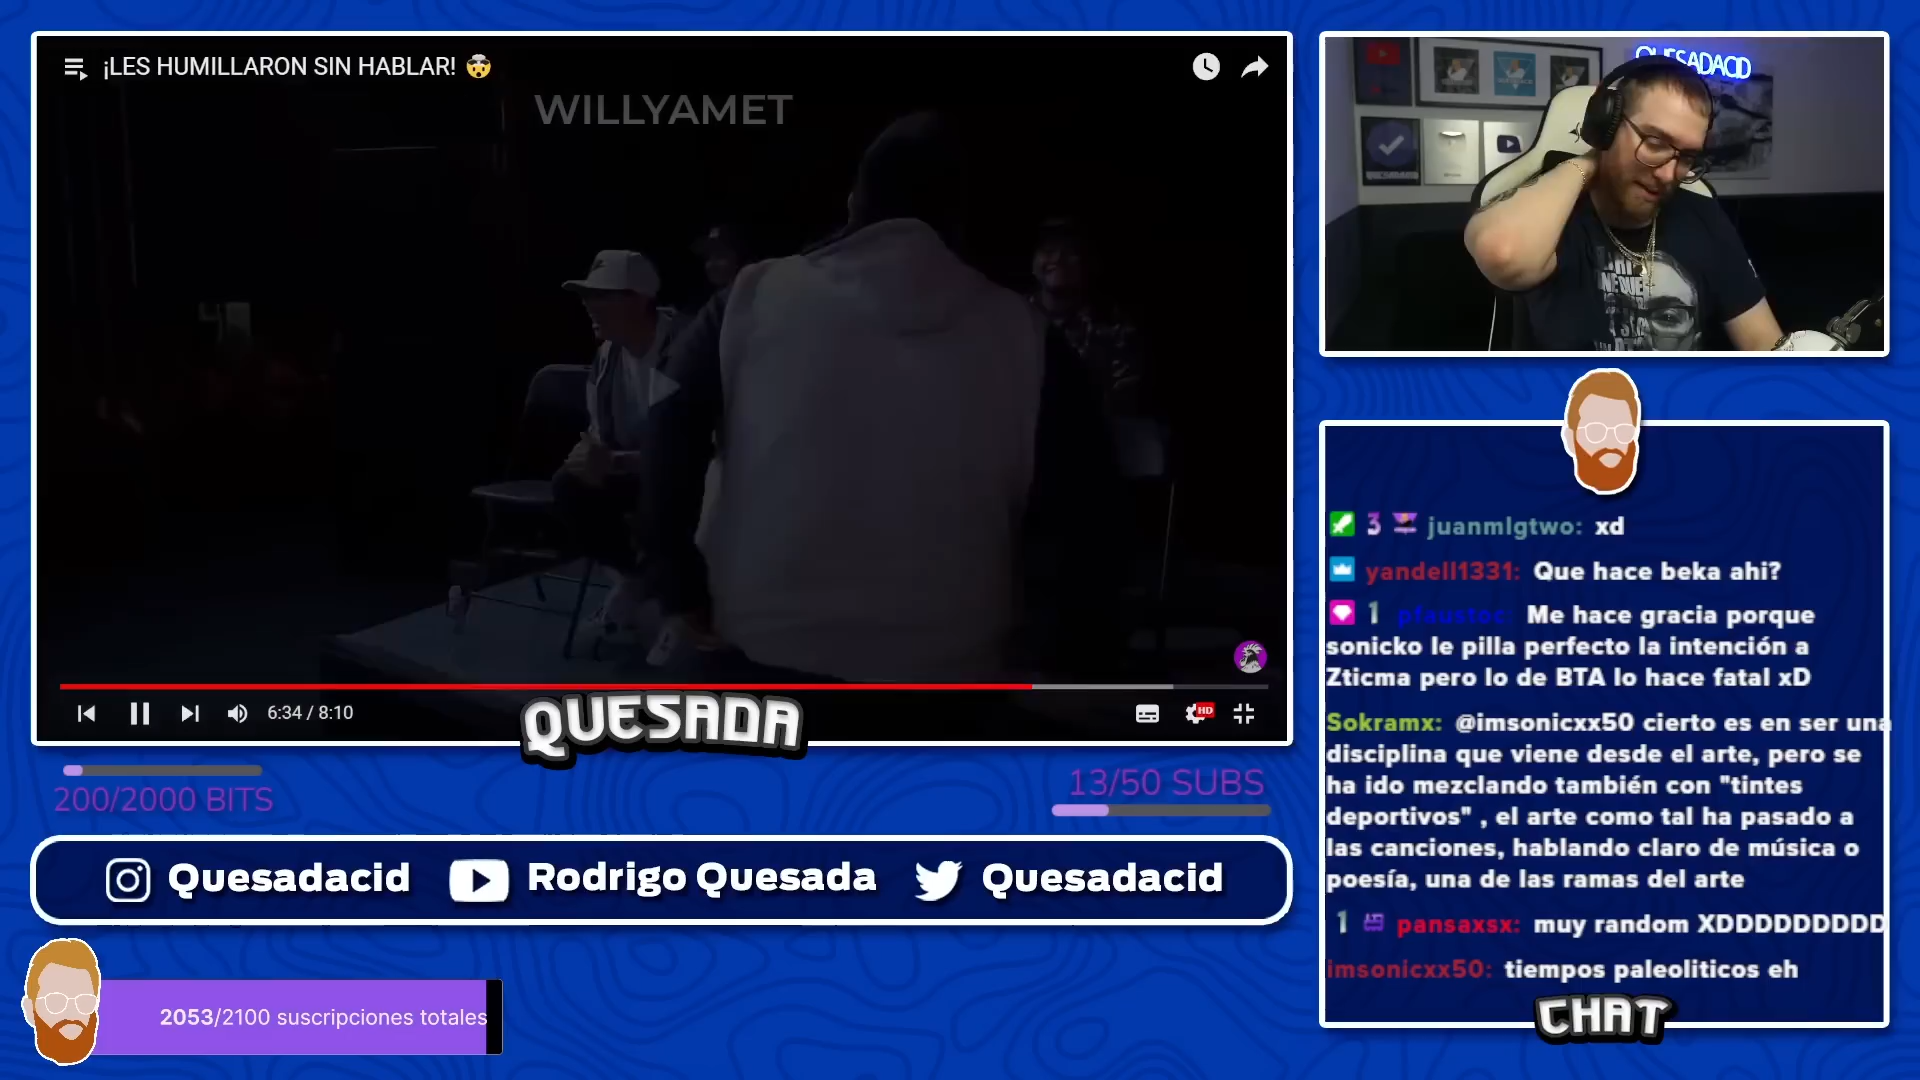 ¡LES HUMILLARON SIN HABLAR! 🤯
WILLYAMET
6:34 / 8:10
HD
QUESADA
200/2000 BITS
13/50 SUBS
Quesadacid
Rodrigo Quesada
Quesadacid
2053/2100 suscripciones totales
QUESADACID
3 juanmlgtwo: xd
yandell1331: Que hace beka ahi?
1 pfaustoc: Me hace gracia porque
sonicko le pilla perfecto la intención a
Zticma pero lo de BTA lo hace fatal xD
Sokramx: @imsonicxx50 cierto es en ser una
disciplina que viene desde el arte, pero se
ha ido mezclando también con "tintes
deportivos" , el arte como tal ha pasado a
las canciones, hablando claro de música o
poesía, una de las ramas del arte
1 pansaxsx: muy random XDDDDDDDDD
imsonicxx50: tiempos paleoliticos eh
CHAT